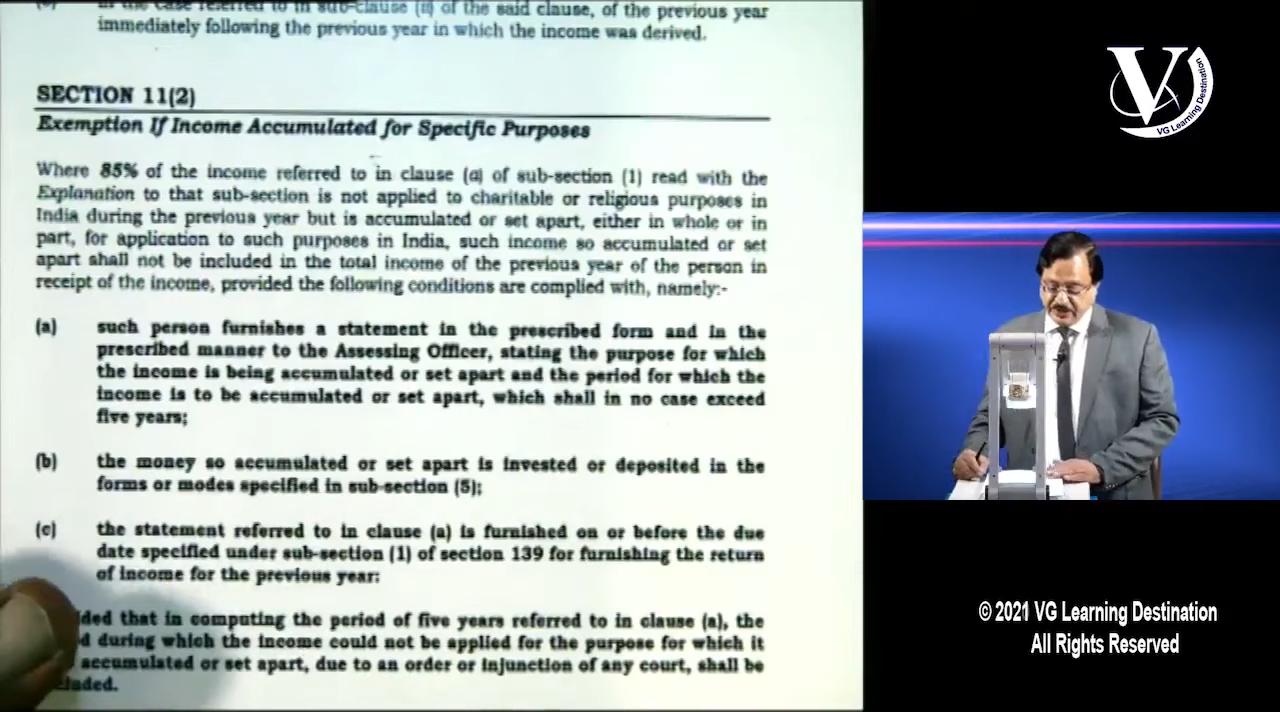 in the case referred to in sub-clause (ii) of the said clause, of the previous year
immediately following the previous year in which the income was derived.
SECTION 11(2)
Exemption If Income Accumulated for Specific Purposes
Where 85% of the income referred to in clause (a) of sub-section (1) read with the
Explanation to that sub-section is not applied to charitable or religious purposes in
India during the previous year but is accumulated or set apart, either in whole or in
part, for application to such purposes in India, such income so accumulated or set
apart shall not be included in the total income of the previous year of the person in
receipt of the income, provided the following conditions are complied with, namely:-
(a) such person furnishes a statement in the prescribed form and in the
prescribed manner to the Assessing Officer, stating the purpose for which
the income is being accumulated or set apart and the period for which the
income is to be accumulated or set apart, which shall in no case exceed
five years;
(b) the money so accumulated or set apart is invested or deposited in the
forms or modes specified in sub-section (5);
(c) the statement referred to in clause (a) is furnished on or before the due
date specified under sub-section (1) of section 139 for furnishing the return
of income for the previous year:
that in computing the period of five years referred to in clause (a), the
during which the income could not be applied for the purpose for which it
accumulated or set apart, due to an order or injunction of any court, shall be
V
VG Learning Destination
© 2021 VG Learning Destination
All Rights Reserved